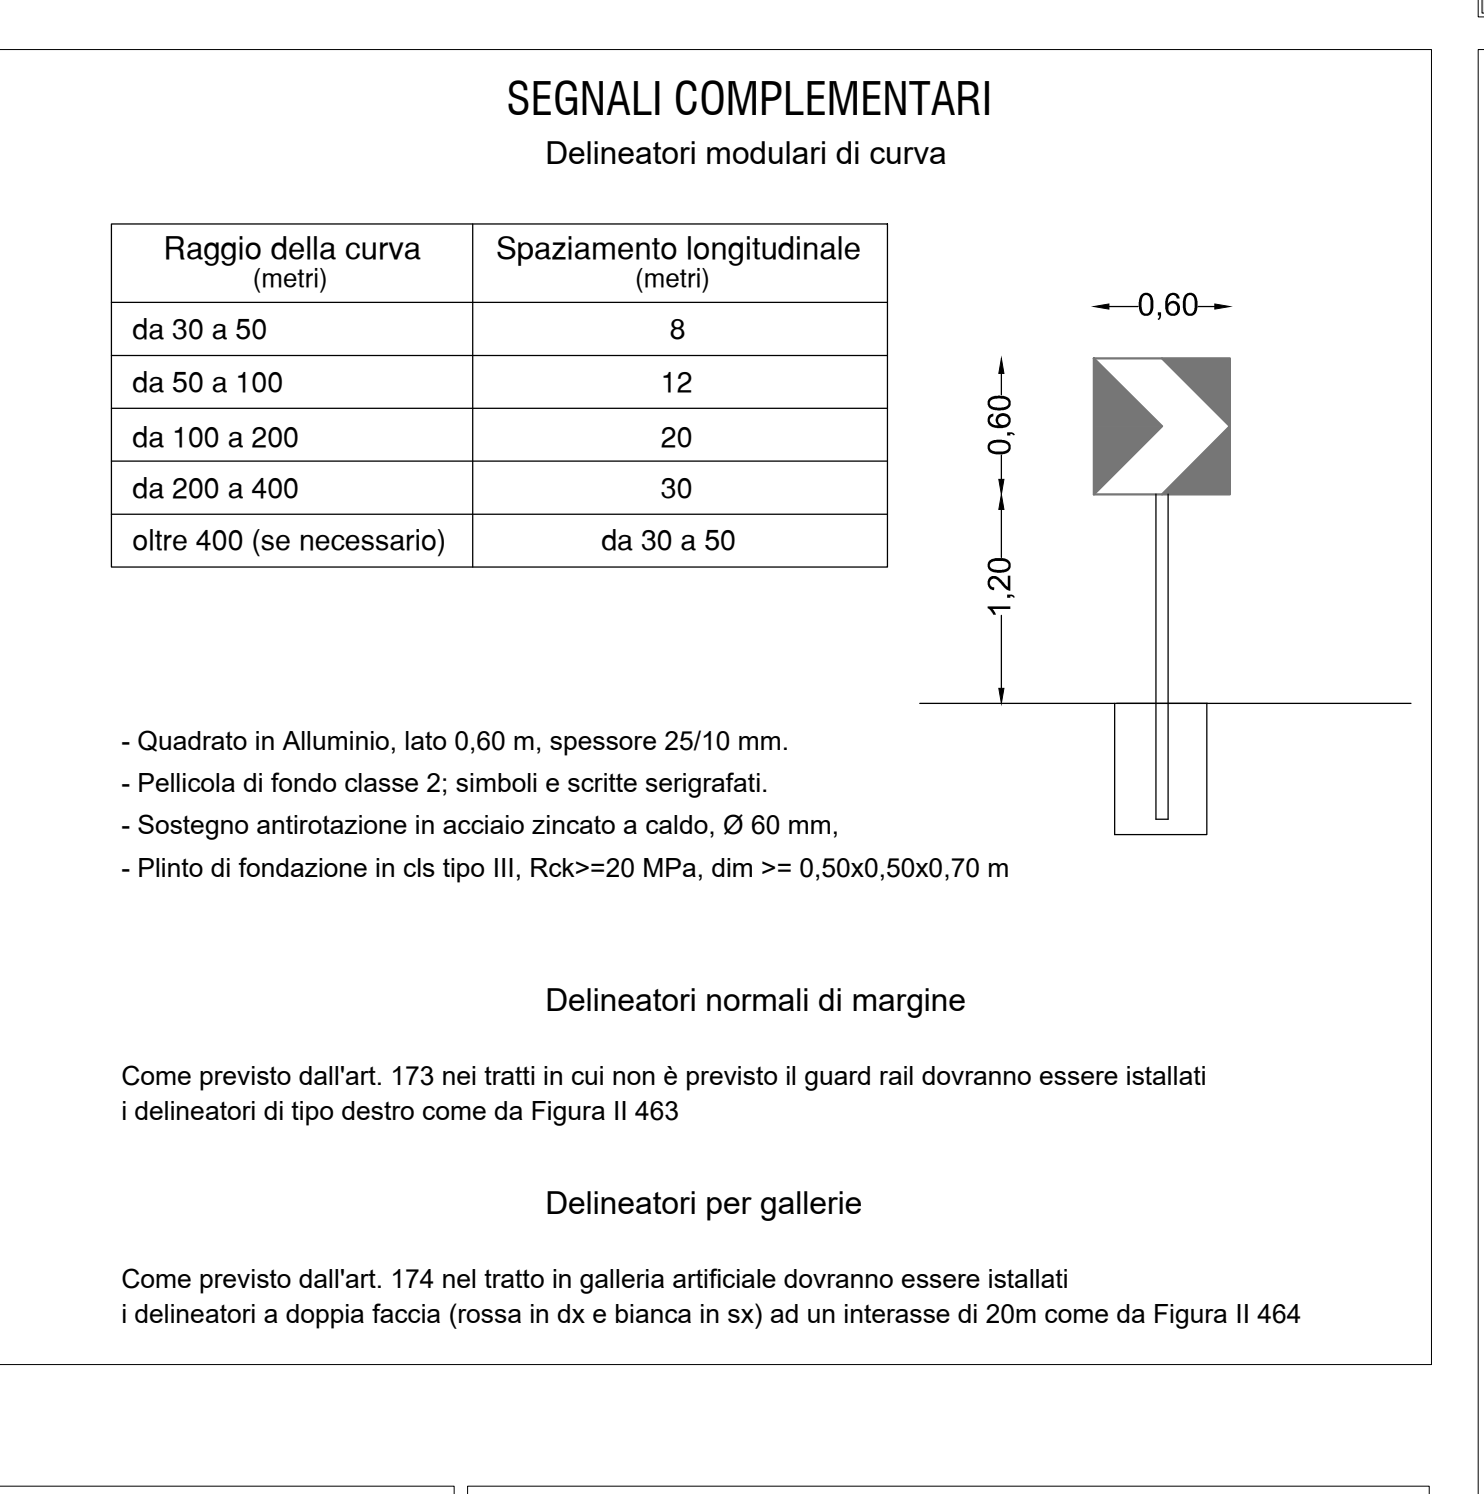 SEGNALI COMPLEMENTARI
Delineatori modulari di curva
Raggio della curva
(metri)
Spaziamento longitudinale
(metri)
da 30 a 50
8
da 50 a 100
12
da 100 a 200
20
da 200 a 400
30
oltre 400 (se necessario)
da 30 a 50
0,60
0,60
1,20
- Quadrato in Alluminio, lato 0,60 m, spessore 25/10 mm.
- Pellicola di fondo classe 2; simboli e scritte serigrafati.
- Sostegno antirotazione in acciaio zincato a caldo, Ø 60 mm,
- Plinto di fondazione in cls tipo III, Rck>=20 MPa, dim >= 0,50x0,50x0,70 m
Delineatori normali di margine
Come previsto dall'art. 173 nei tratti in cui non è previsto il guard rail dovranno essere istallati
i delineatori di tipo destro come da Figura II 463
Delineatori per gallerie
Come previsto dall'art. 174 nel tratto in galleria artificiale dovranno essere istallati
i delineatori a doppia faccia (rossa in dx e bianca in sx) ad un interasse di 20m come da Figura II 464